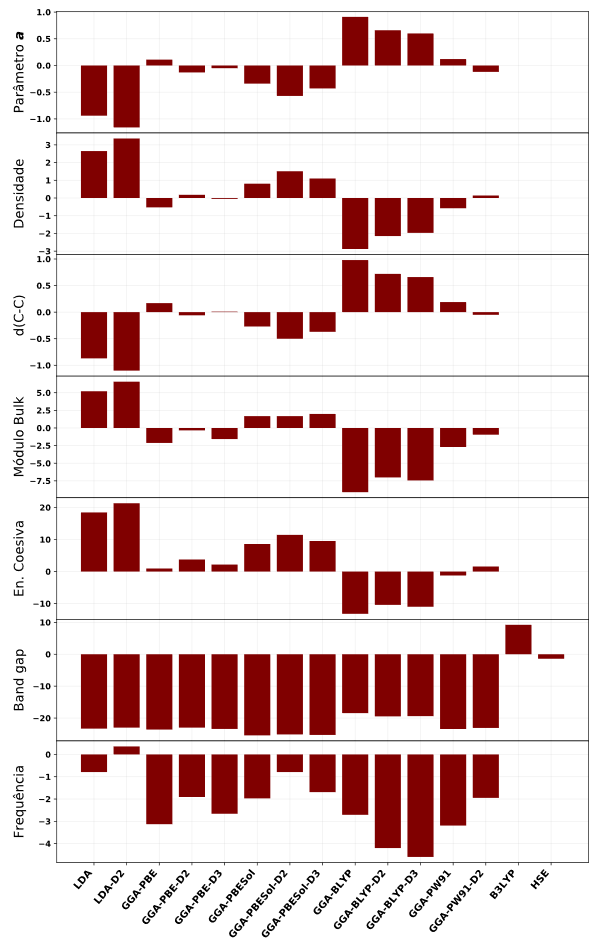 Parâmetro a
1.0
0.5
0.0
−0.5
−1.0
Densidade
3
2
1
0
−1
−2
−3
d(C-C)
1.0
0.5
0.0
−0.5
−1.0
Módulo Bulk
5.0
2.5
0.0
−2.5
−5.0
−7.5
En. Coesiva
20
10
0
−10
Band gap
10
0
−10
−20
Frequência
0
−1
−2
−3
−4
LDA
LDA-D2
GGA-PBE
GGA-PBE-D2
GGA-PBE-D3
GGA-PBESol
GGA-PBESol-D2
GGA-PBESol-D3
GGA-BLYP
GGA-BLYP-D2
GGA-BLYP-D3
GGA-PW91
GGA-PW91-D2
B3LYP
HSE